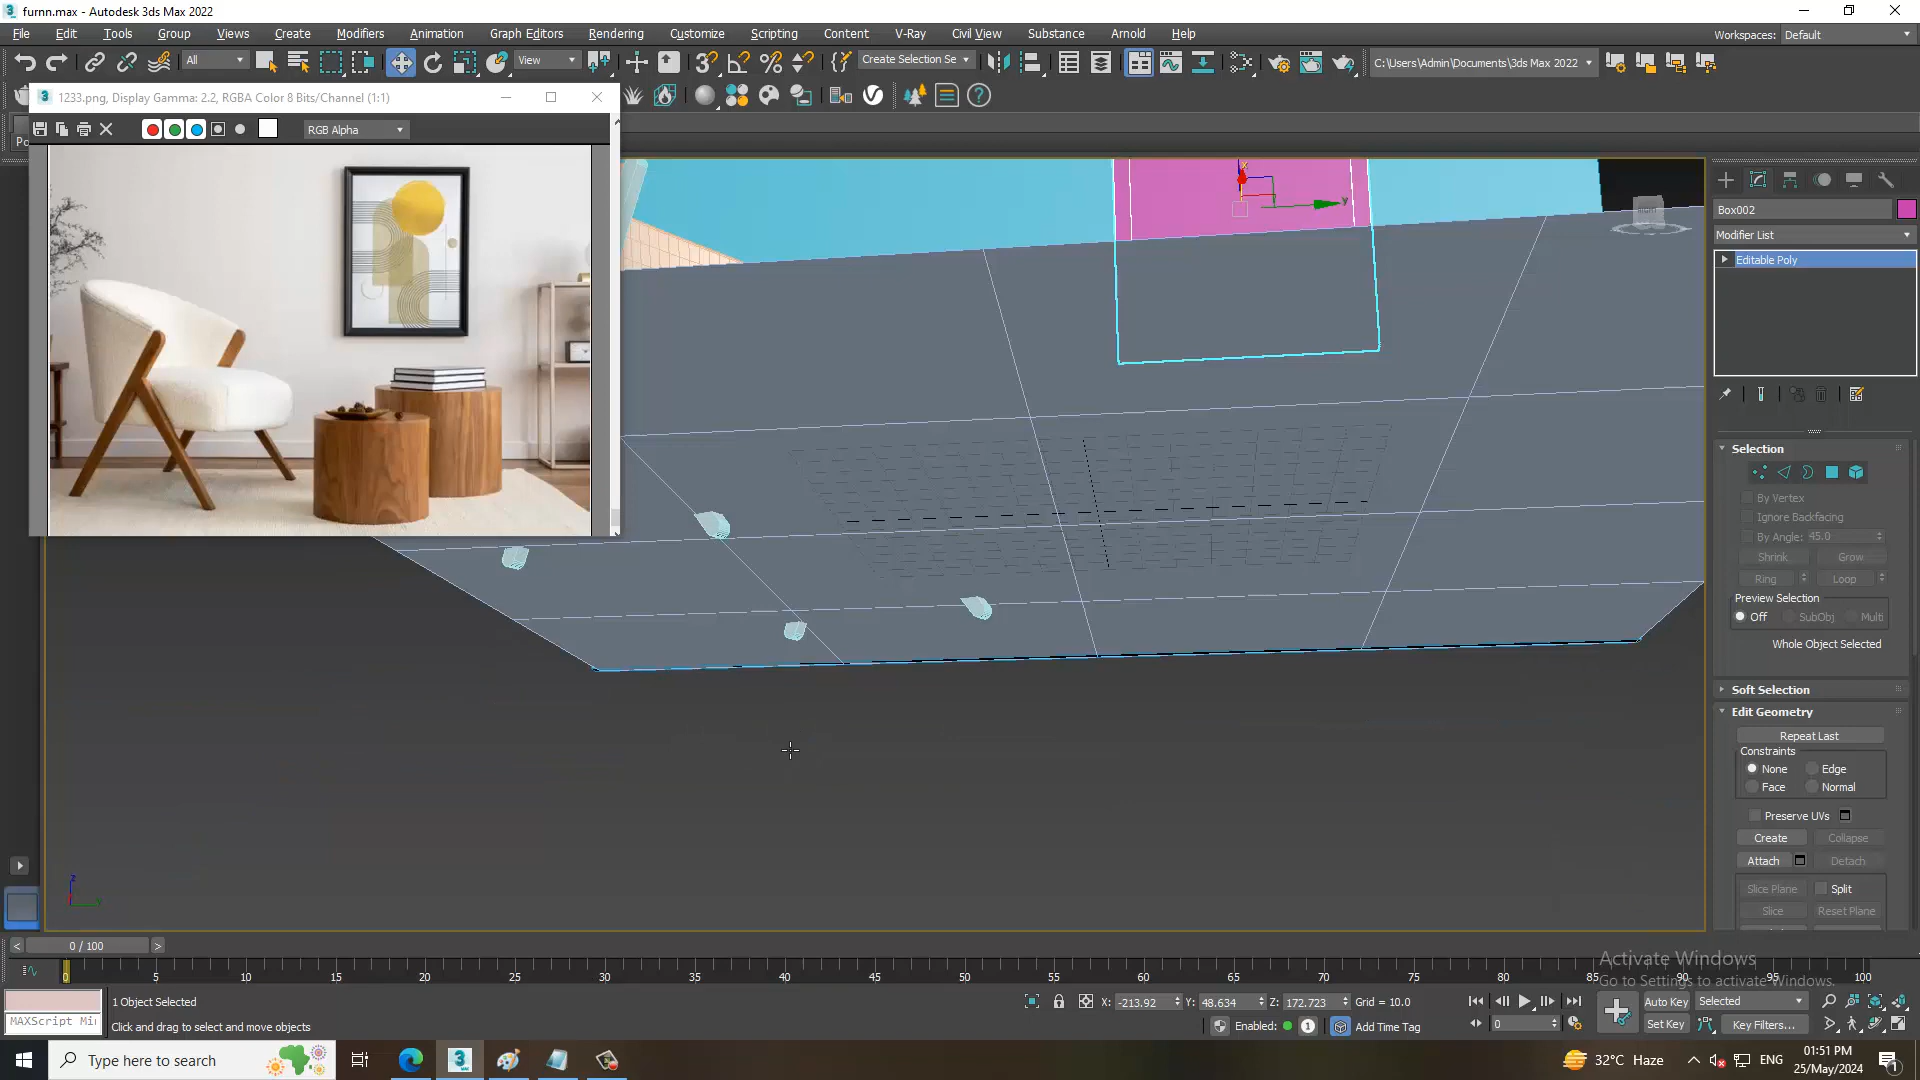 furnn.max - Autodesk 3ds Max 2022
File Edit Tools Group Views Create Modifiers Animation Graph Editors Rendering Customize Scripting Content V-Ray Civil View Substance Arnold Help
Workspaces: Default
All
View
Create Selection Se
C:\Users\Admin\Documents\3ds Max 2022
1233.png, Display Gamma: 2.2, RGBA Color 8 Bits/Channel (1:1)
RGB Alpha
Po
x
y
Box002
Modifier List
Editable Poly
Selection
By Vertex
Ignore Backfacing
By Angle: 45.0
Shrink Grow
Ring Loop
Preview Selection
Off SubObj Multi
Whole Object Selected
Soft Selection
Edit Geometry
Repeat Last
Constraints
None Edge
Face Normal
Preserve UVs
Create Collapse
Attach Detach
Slice Plane Split
Slice Reset Plane
z
0 / 100
0 5 10 15 20 25 30 35 40 45 50 55 60 65 70 75 80 85 90 95 100
Activate Windows
Go to Settings to activate Windows.
1 Object Selected
X: -213.92 Y: 48.634 Z: 172.723 Grid = 10.0
Auto Key Selected
MAXScript Mi
Click and drag to select and move objects
Enabled: 1 Add Time Tag
0
Set Key Key Filters...
Type here to search
32°C Haze
ENG
01:51 PM
25/May/2024
1